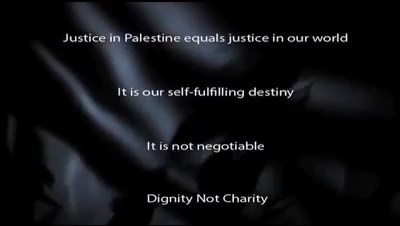 Justice in Palestine equals justice in our world
It is our self-fulfilling destiny
It is not negotiable
Dignity Not Charity